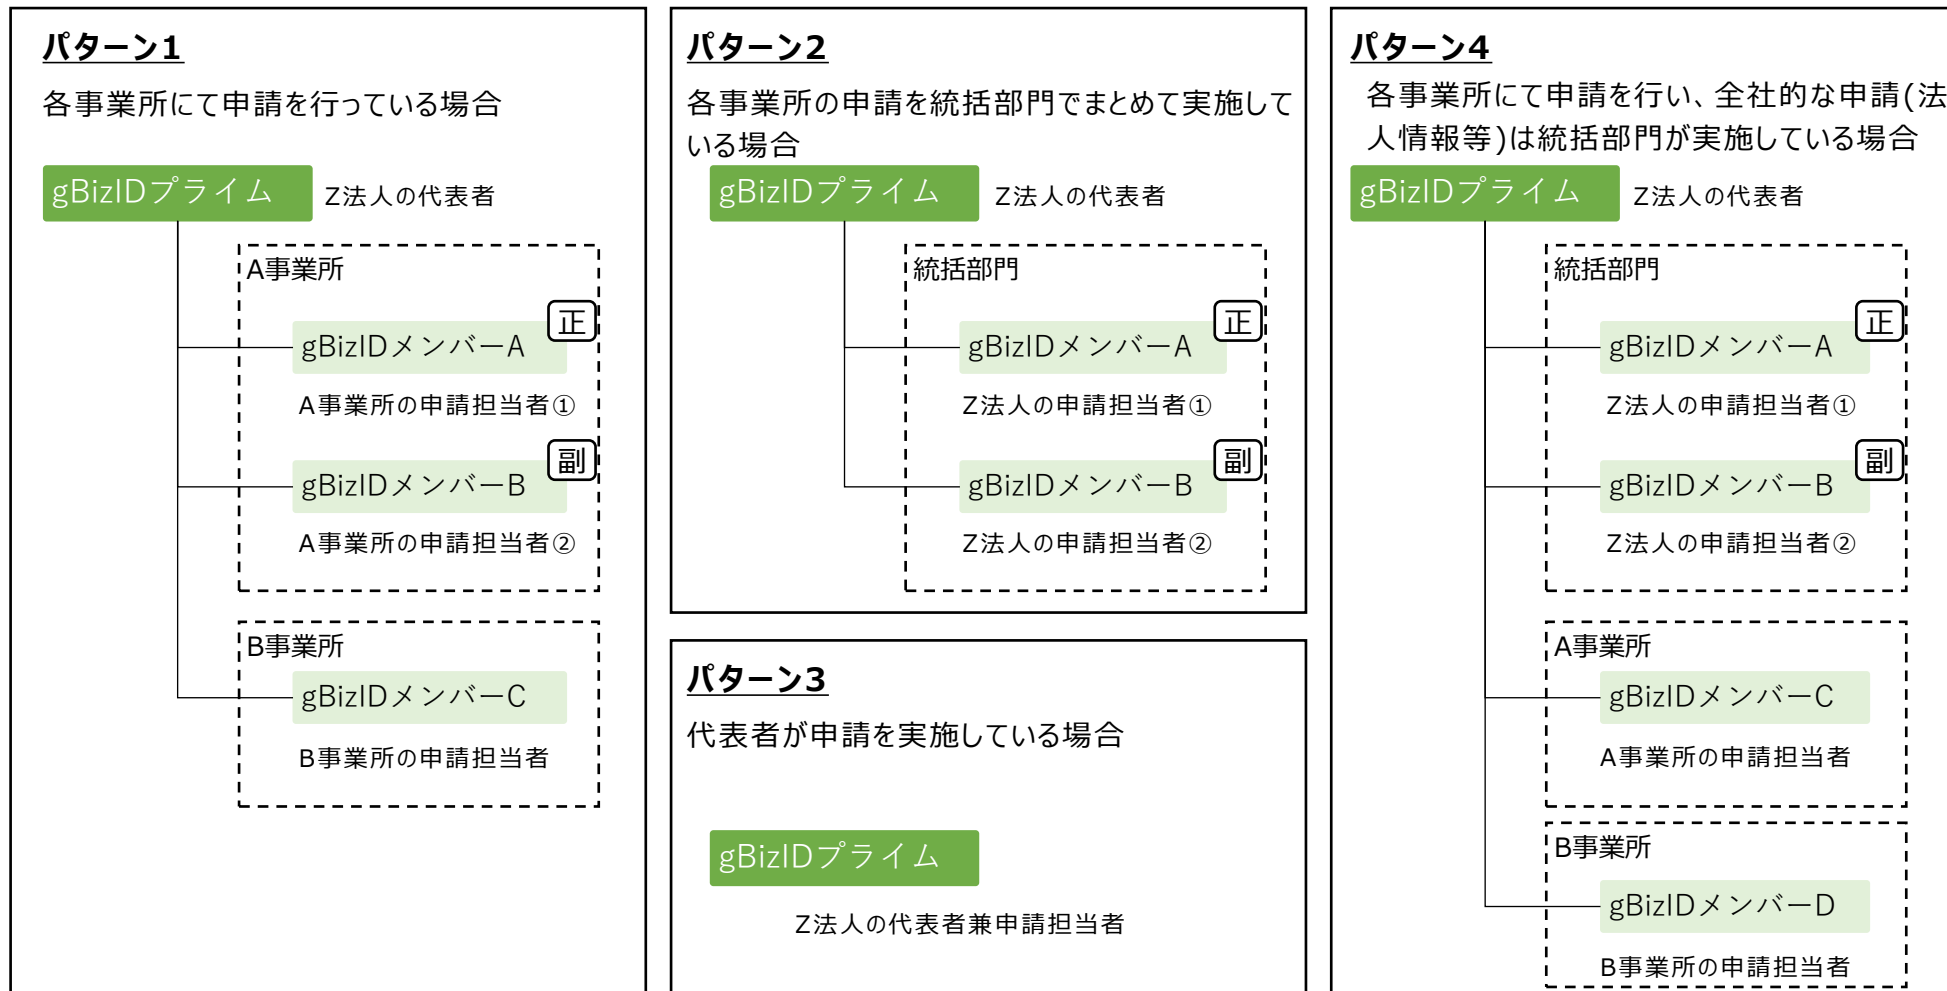 パターン1
各事業所にて申請を行っている場合
gBizIDプライム
Z法人の代表者
A事業所
正
gBizIDメンバーA
A事業所の申請担当者①
副
gBizIDメンバーB
A事業所の申請担当者②
B事業所
gBizIDメンバーC
B事業所の申請担当者
パターン2
各事業所の申請を統括部門でまとめて実施して
いる場合
gBizIDプライム
Z法人の代表者
統括部門
正
gBizIDメンバーA
Z法人の申請担当者①
副
gBizIDメンバーB
Z法人の申請担当者②
パターン3
代表者が申請を実施している場合
gBizIDプライム
Z法人の代表者兼申請担当者
パターン4
各事業所にて申請を行い、全社的な申請(法
人情報等)は統括部門が実施している場合
gBizIDプライム
Z法人の代表者
統括部門
正
gBizIDメンバーA
Z法人の申請担当者①
副
gBizIDメンバーB
Z法人の申請担当者②
A事業所
gBizIDメンバーC
A事業所の申請担当者
B事業所
gBizIDメンバーD
B事業所の申請担当者